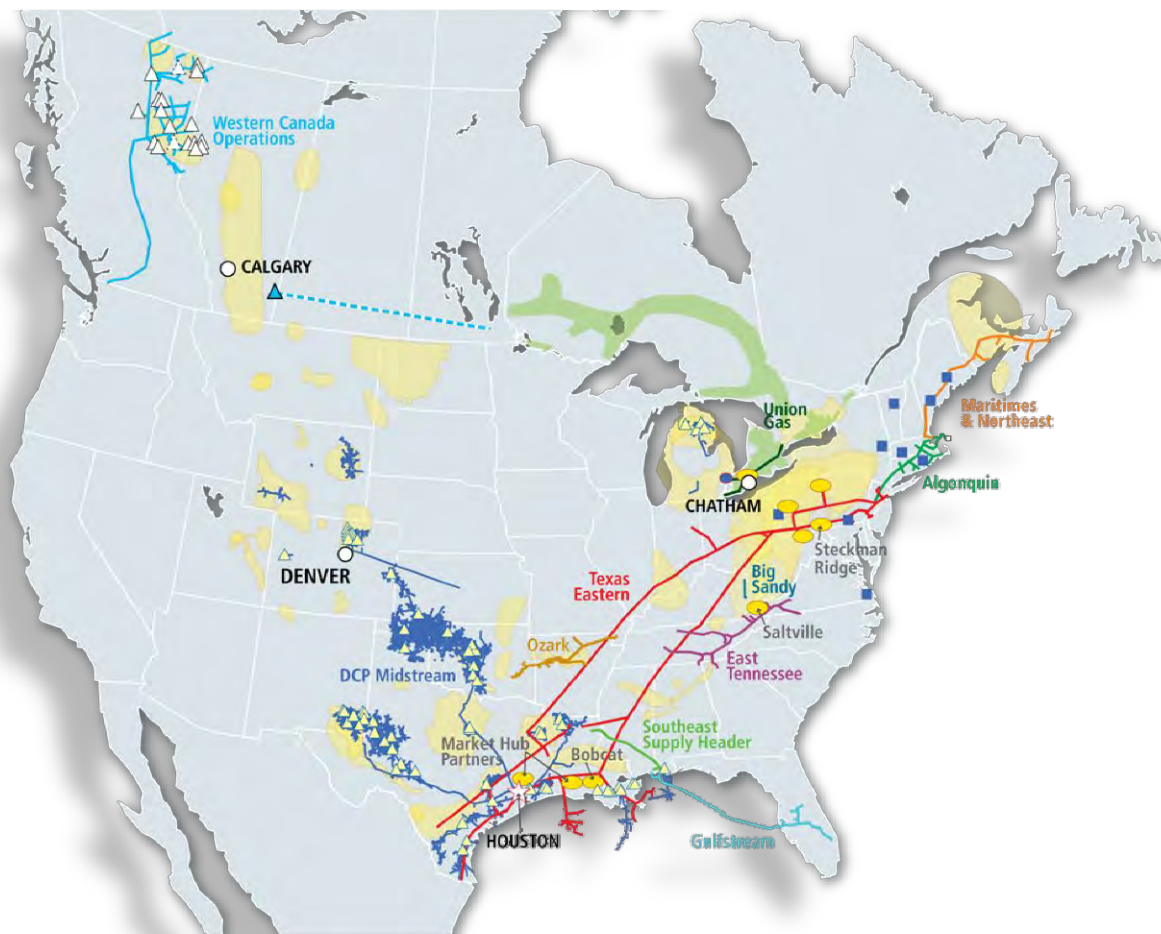 Western Canada
Operations
CALGARY
Union
Gas
Maritimes
& Northeast
CHATHAM
Algonquin
Steckman
Ridge
DENVER
Texas
Eastern
Big
Sandy
Saltville
Ozark
East
Tennessee
DCP Midstream
Southeast
Supply Header
Market Hub
Partners
Bobcat
HOUSTON
Gulfstream